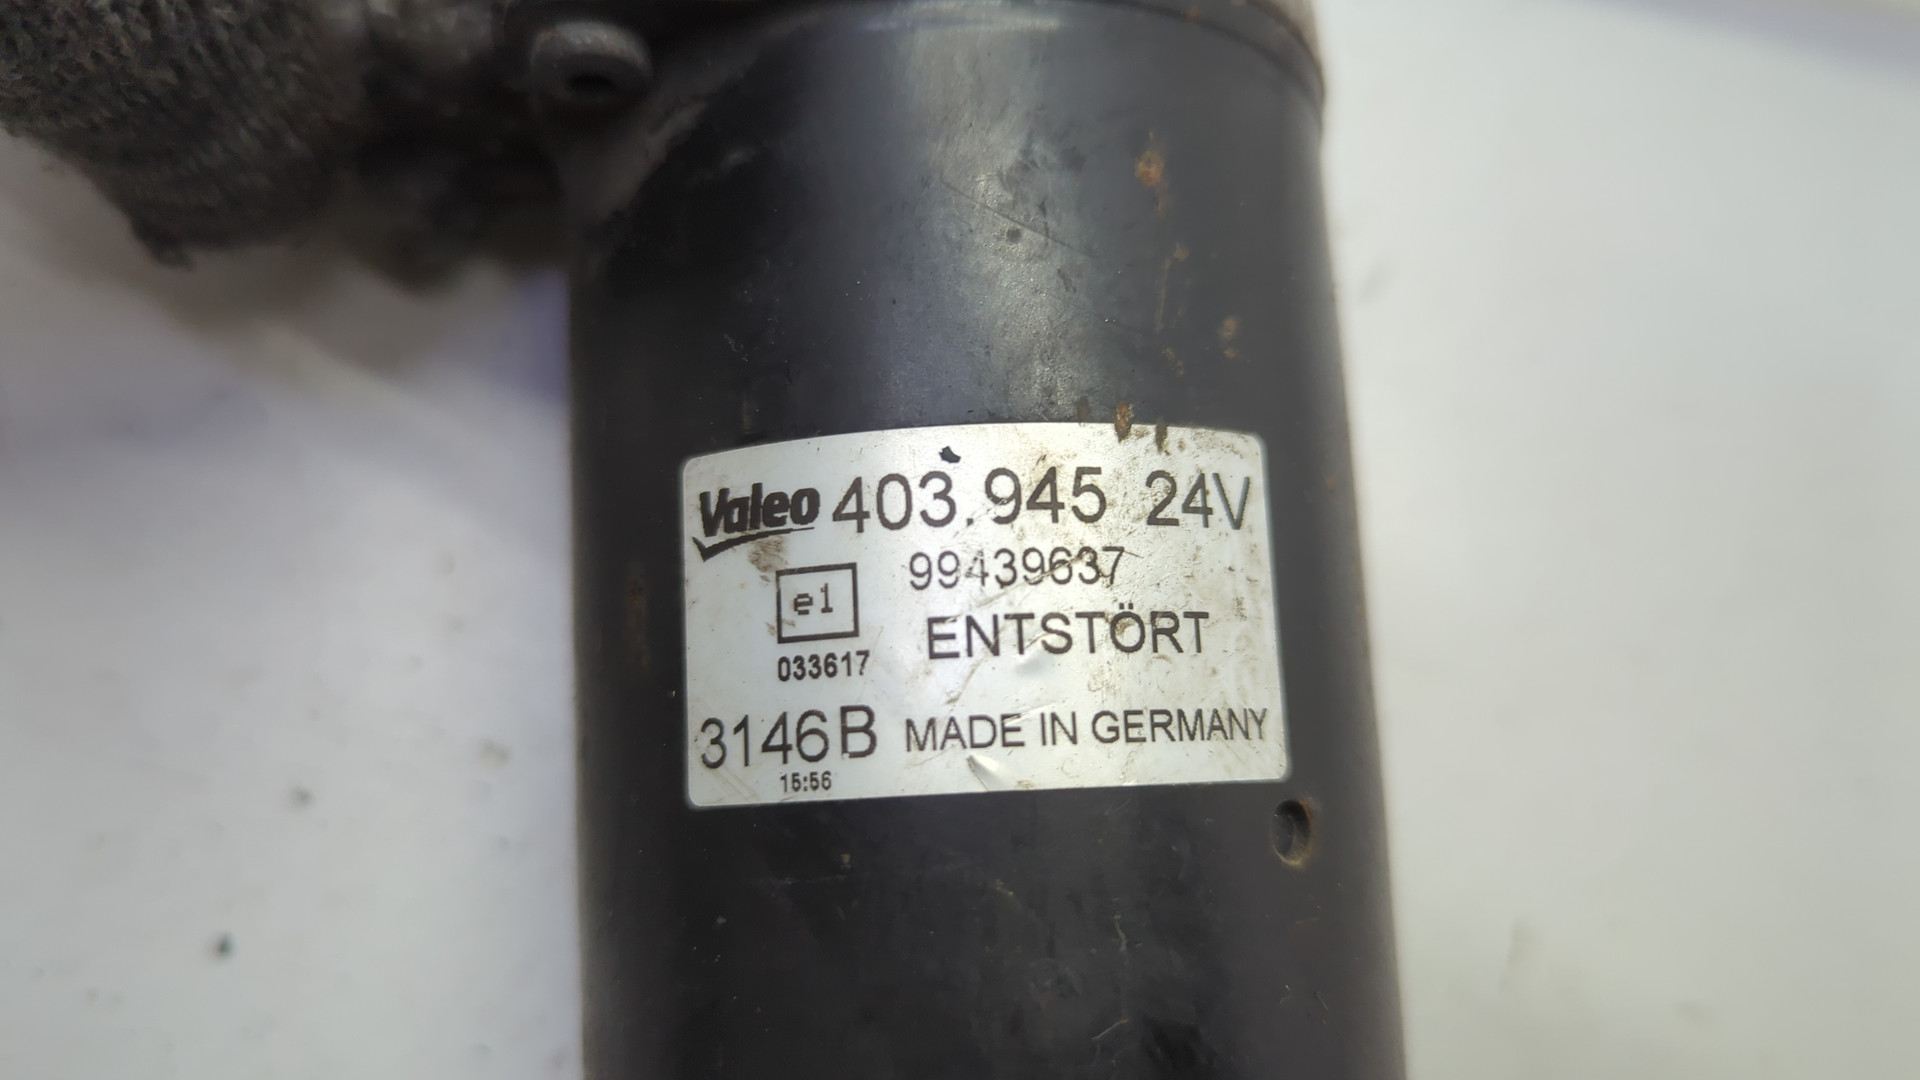 Valeo 403.945 24V
99439637
e1
ENTSTÖRT
033617
3146B MADE IN GERMANY
15:56